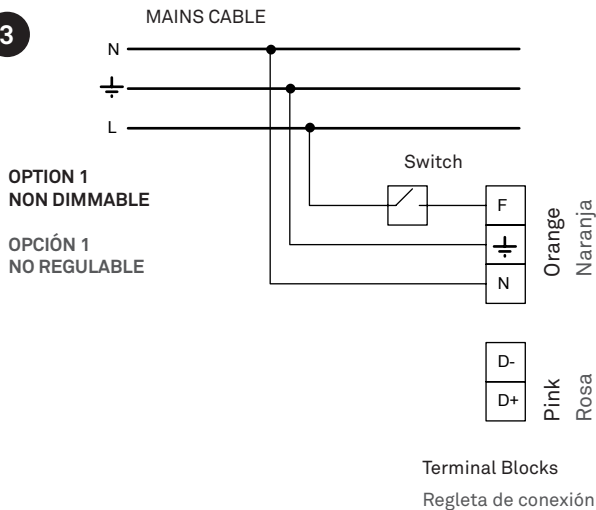 3
MAINS CABLE
N
L
OPTION 1
NON DIMMABLE
OPCIÓN 1
NO REGULABLE
Switch
F
N
Orange
Naranja
D-
D+
Pink
Rosa
Terminal Blocks
Regleta de conexión